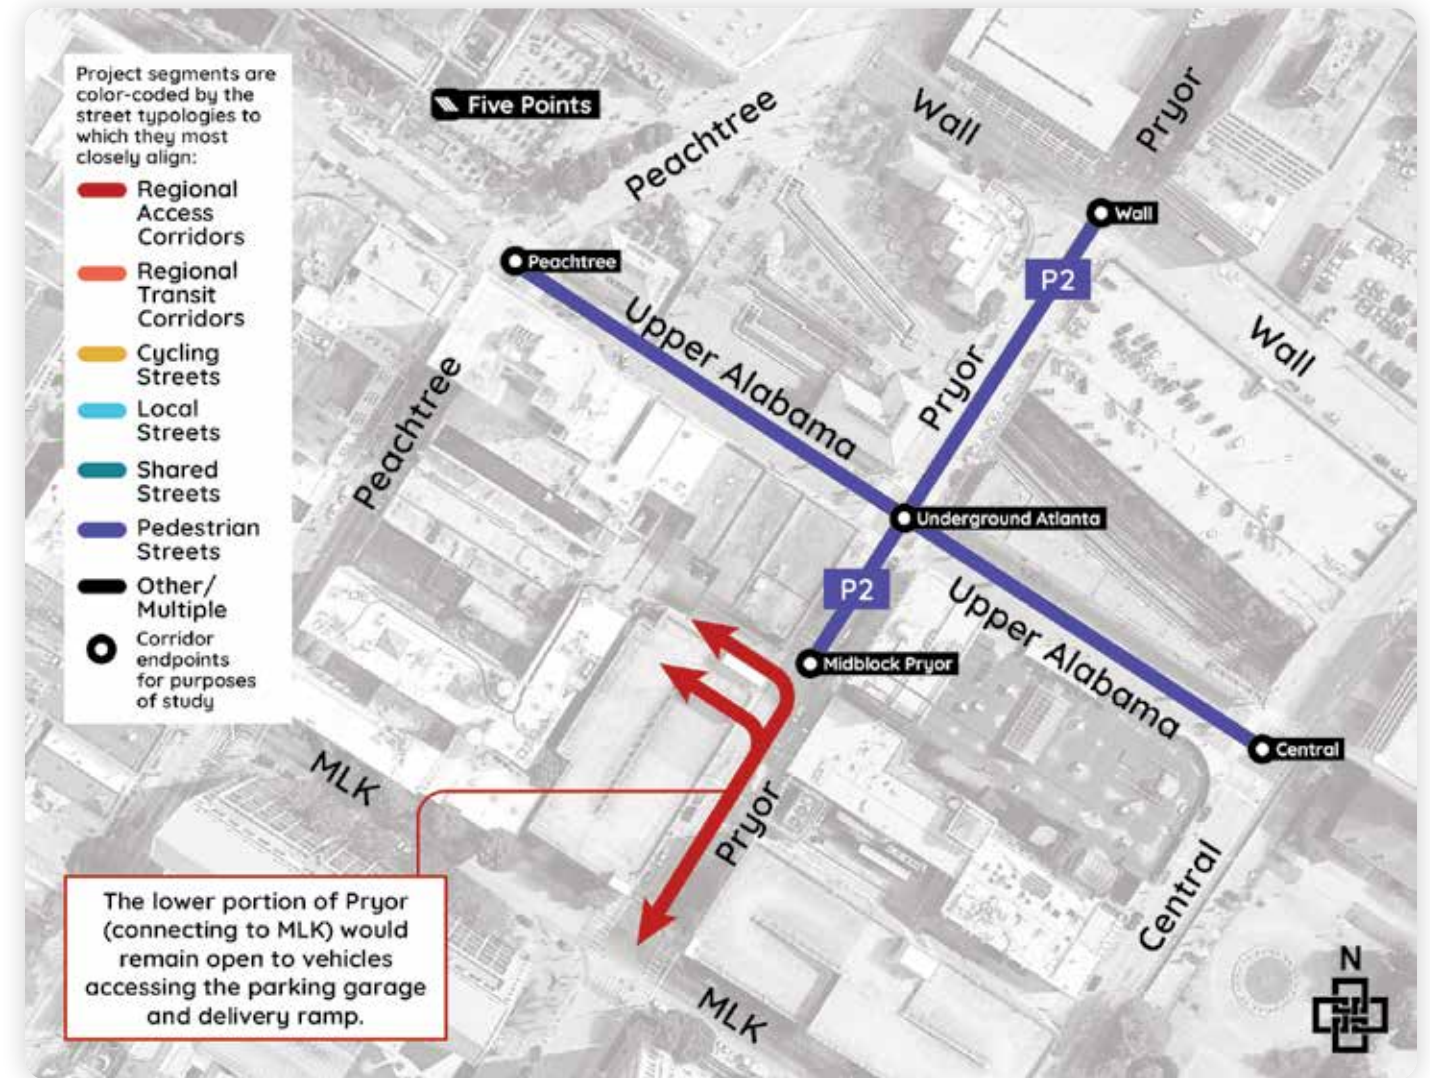 Project segments are
color-coded by the
street typologies to
which they most
closely align:
Regional
Access
Corridors
Regional
Transit
Corridors
Cycling
Streets
Local
Streets
Shared
Streets
Pedestrian
Streets
Other/
Multiple
Corridor
endpoints
for purposes
of study
Five Points
Peachtree
Wall
Pryor
Wall
Peachtree
P2
Upper Alabama
Pryor
Wall
Peachtree
Underground Atlanta
P2
Upper Alabama
Midblock Pryor
Central
MLK
Pryor
Central
The lower portion of Pryor
(connecting to MLK) would
remain open to vehicles
accessing the parking garage
and delivery ramp.
MLK
N